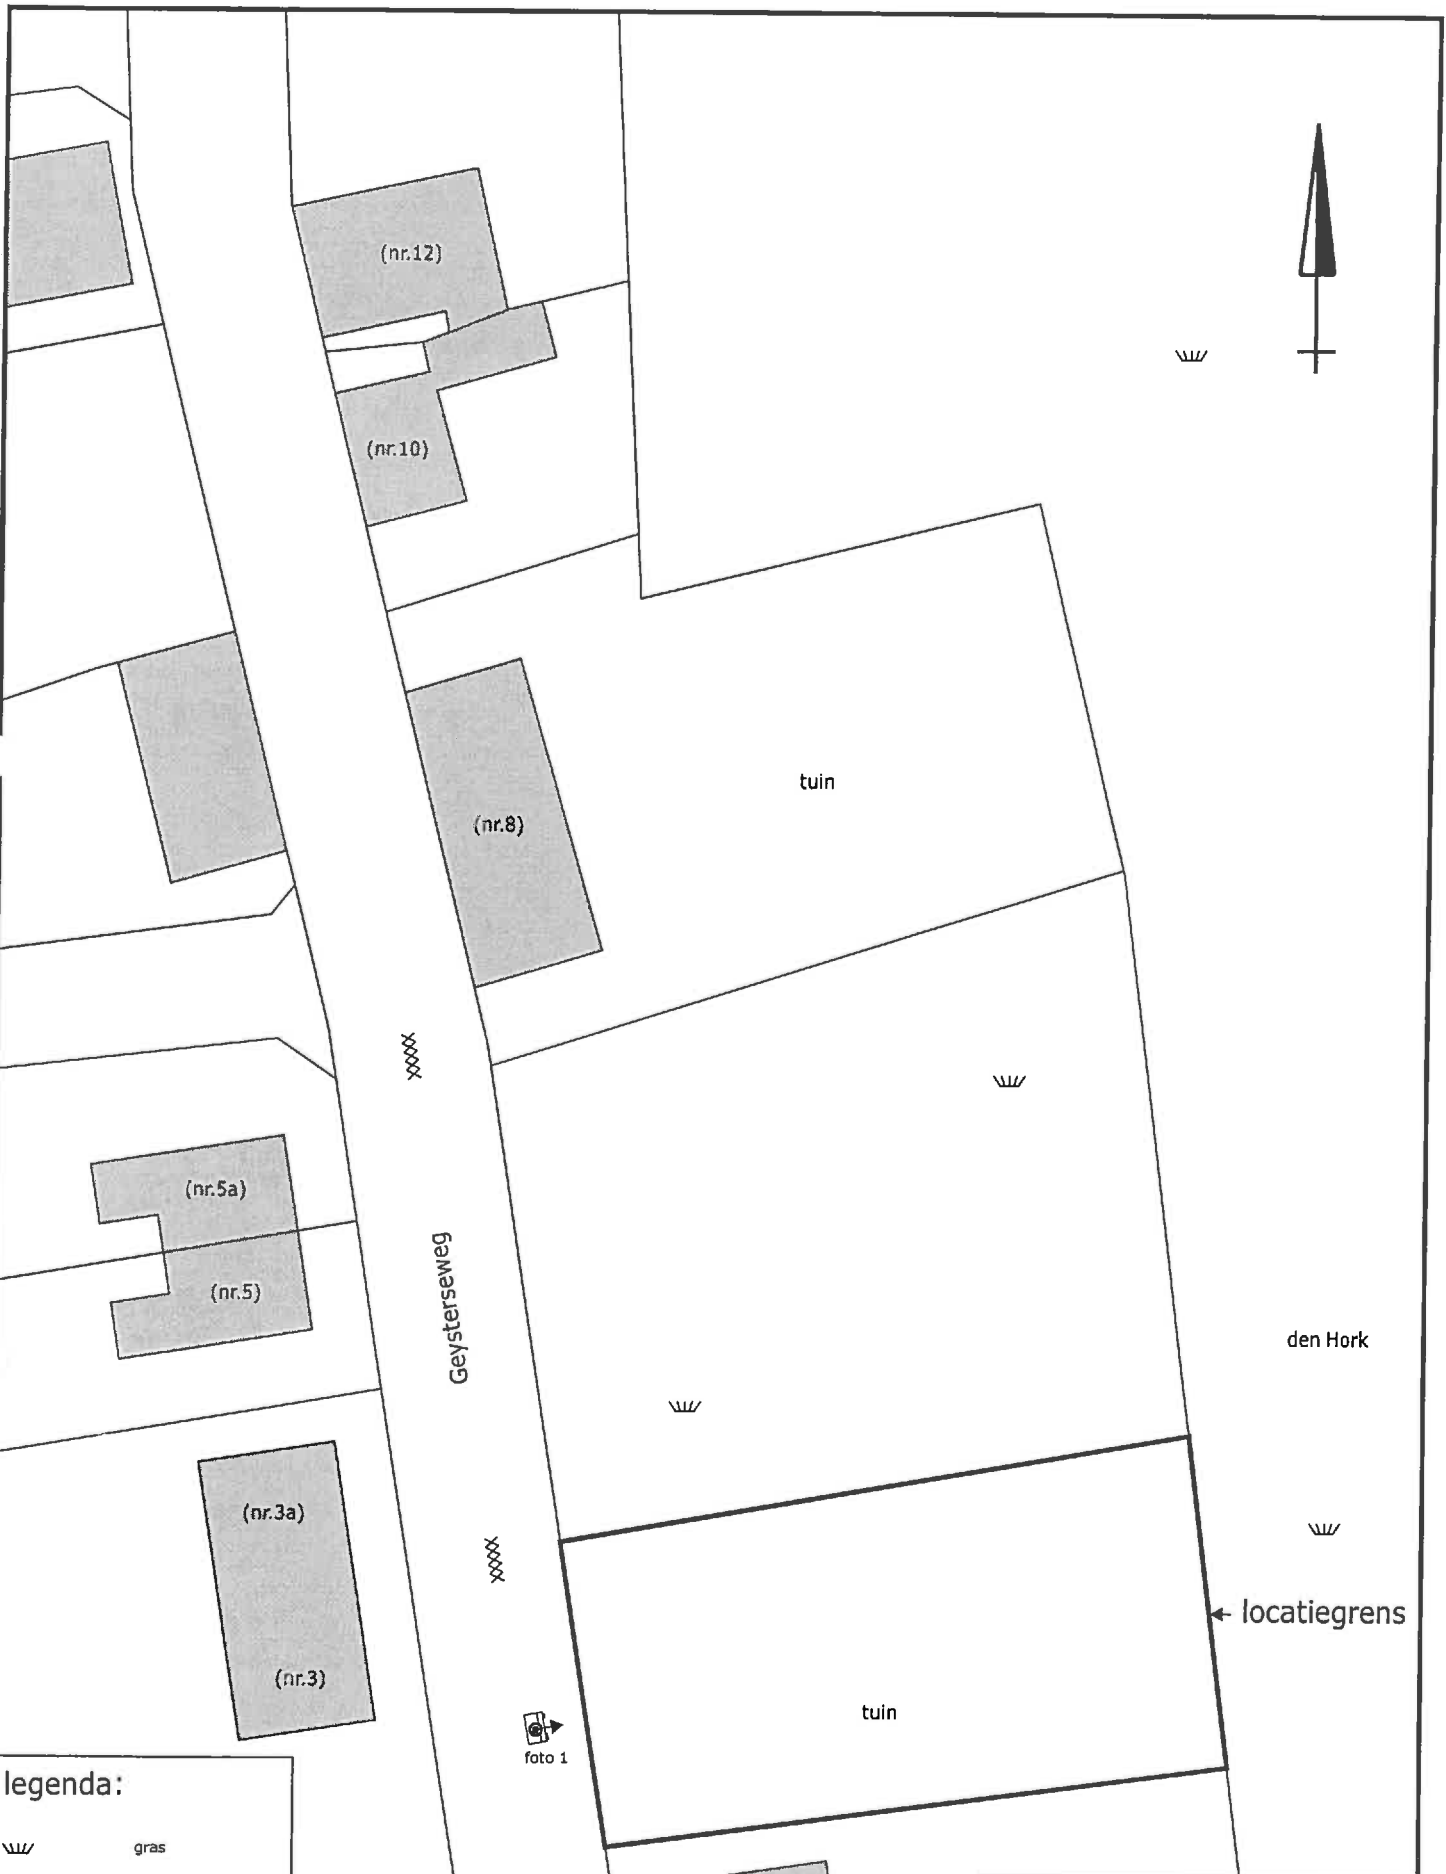 (nr.12)
(nr.10)
tuin
(nr.8)
(nr.5a)
(nr.5)
Geysterseweg
den Hork
(nr.3a)
(nr.3)
locatiegrens
tuin
foto 1
legenda:
gras